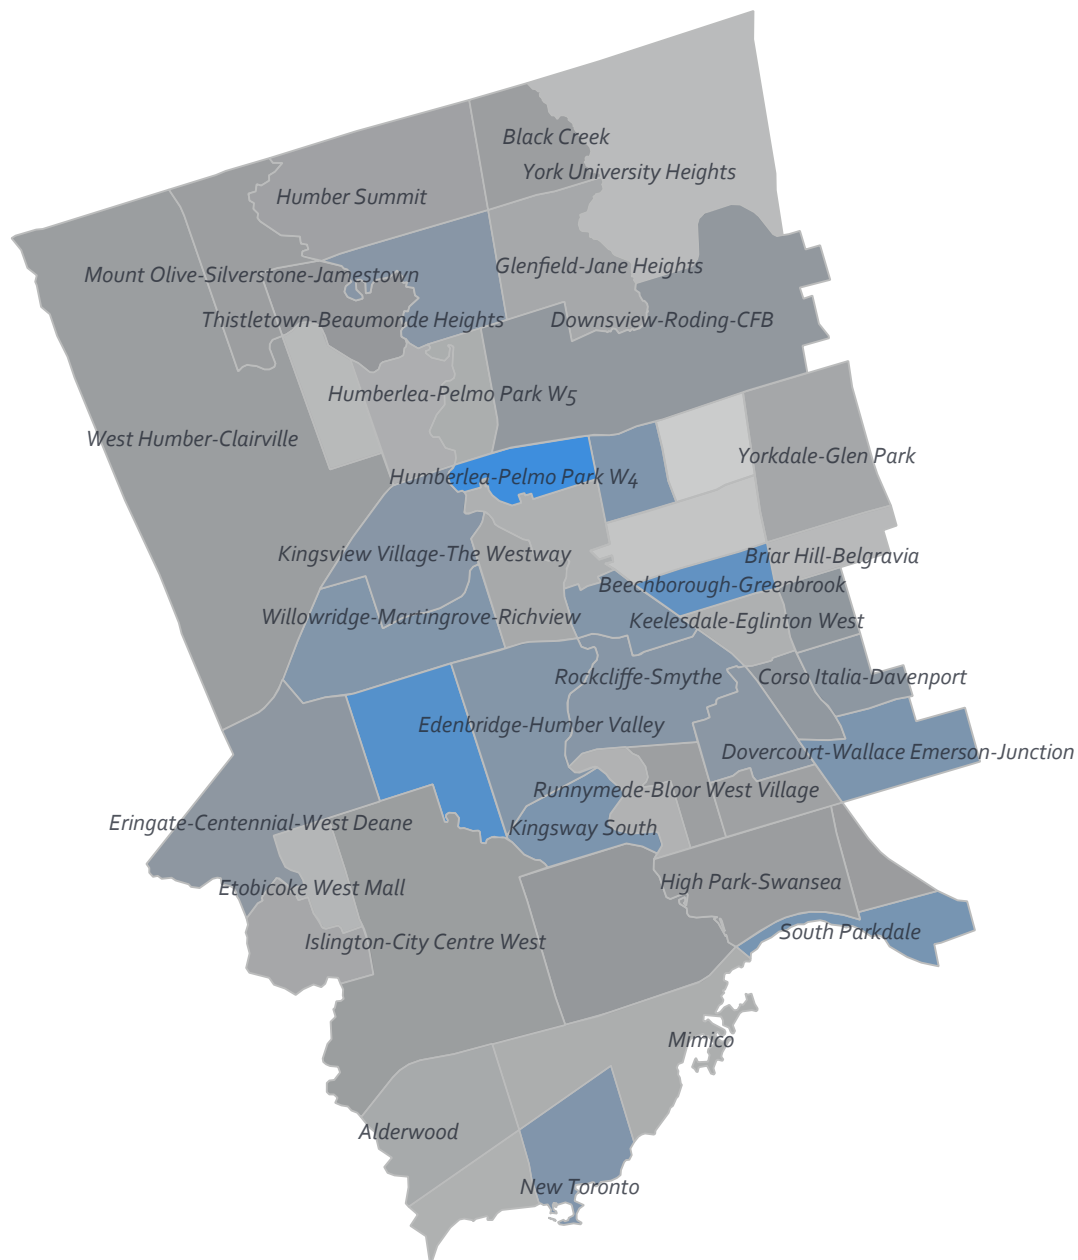 Black Creek
York University Heights
Humber Summit
Glenfield-Jane Heights
Mount Olive-Silverstone-Jamestown
Thistletown-Beaumonde Heights
Downsview-Roding-CFB
Humberlea-Pelmo Park W5
West Humber-Clairville
Yorkdale-Glen Park
Humberlea-Pelmo Park W4
Kingsview Village-The Westway
Briar Hill-Belgravia
Beechborough-Greenbrook
Willowridge-Martingrove-Richview
Keelesdale-Eglinton West
Rockcliffe-Smythe
Corso Italia-Davenport
Edenbridge-Humber Valley
Dovercourt-Wallace Emerson-Junction
Runnymede-Bloor West Village
Eringate-Centennial-West Deane
Kingsway South
Etobicoke West Mall
High Park-Swansea
South Parkdale
Islington-City Centre West
Mimico
Alderwood
New Toronto